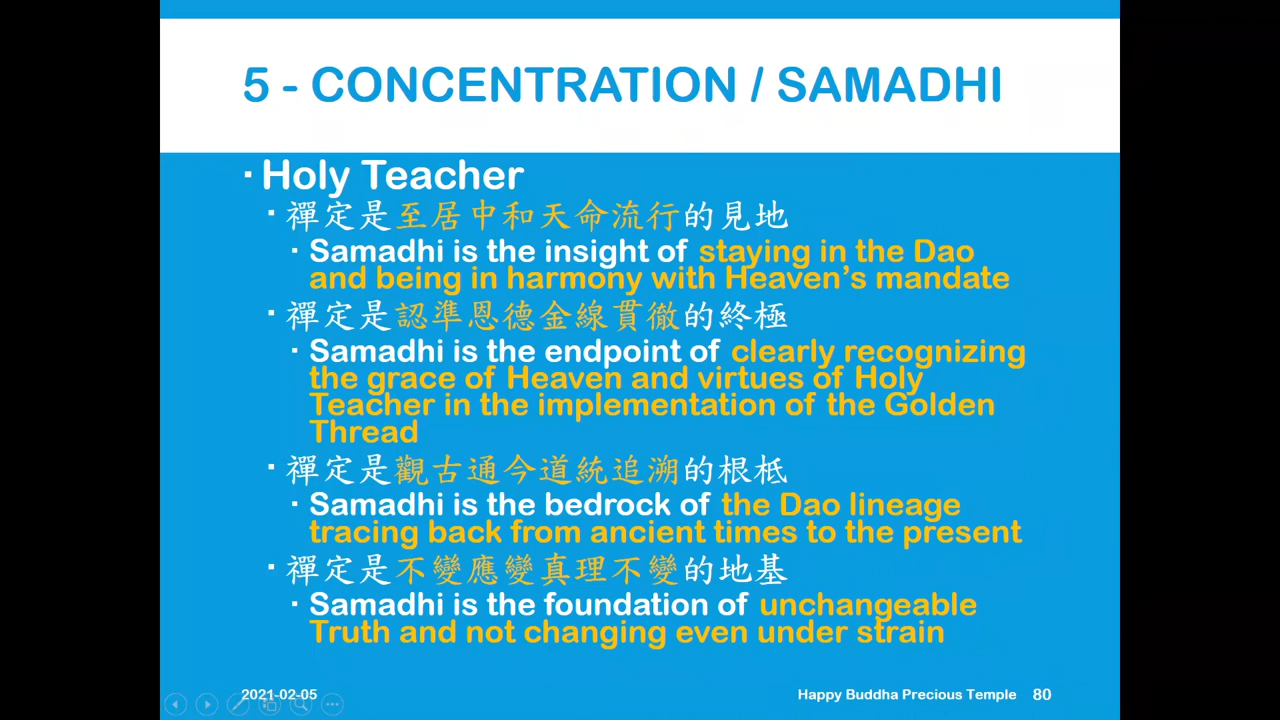 5 - CONCENTRATION / SAMADHI
Holy Teacher
禪定是至居中和天命流行的見地
Samadhi is the insight of staying in the Dao
and being in harmony with Heaven’s mandate
禪定是認準恩德金線貫徹的終極
Samadhi is the endpoint of clearly recognizing
the grace of Heaven and virtues of Holy
Teacher in the implementation of the Golden
Thread
禪定是觀古通今道統追溯的根柢
Samadhi is the bedrock of the Dao lineage
tracing back from ancient times to the present
禪定是不變應變真理不變的地基
Samadhi is the foundation of unchangeable
Truth and not changing even under strain
2021-02-05
Happy Buddha Precious Temple 80